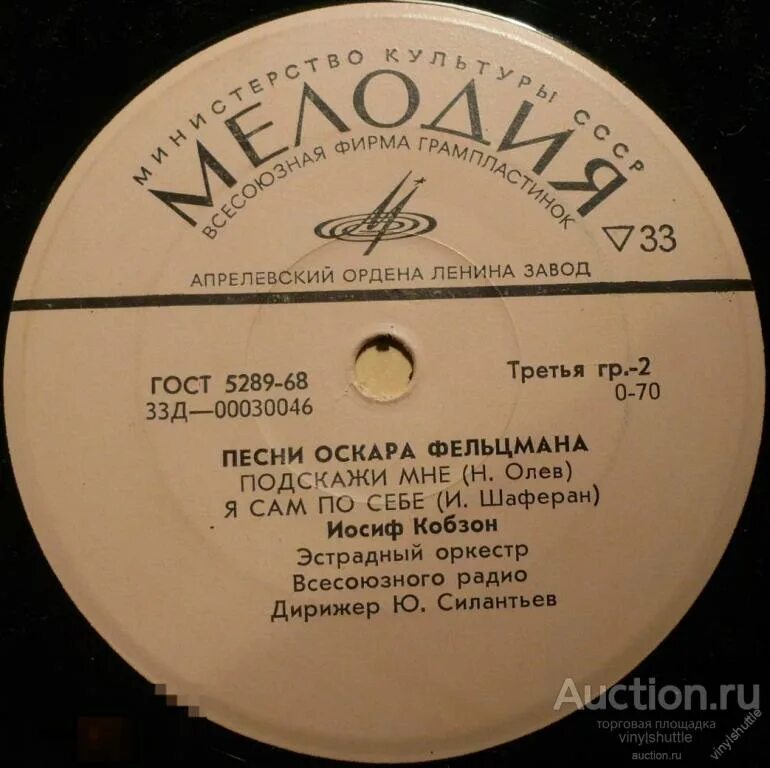 МИНИСТЕРСТВО КУЛЬТУРЫ СССР
МЕЛОДИЯ
ВСЕСОЮЗНАЯ ФИРМА ГРАМПЛАСТИНОК
▽33
АПРЕЛЕВСКИЙ ОРДЕНА ЛЕНИНА ЗАВОД
ГОСТ 5289-68
33Д—00030046
Третья гр.-2
0-70
ПЕСНИ ОСКАРА ФЕЛЬЦМАНА
ПОДСКАЖИ МНЕ (Н. Олев)
Я САМ ПО СЕБЕ (И. Шаферан)
Иосиф Кобзон
Эстрадный оркестр
Всесоюзного радио
Дирижер Ю. Силантьев
Auction.ru
торговая площадка
vinylshuttle
auction.ru
vinylshuttle